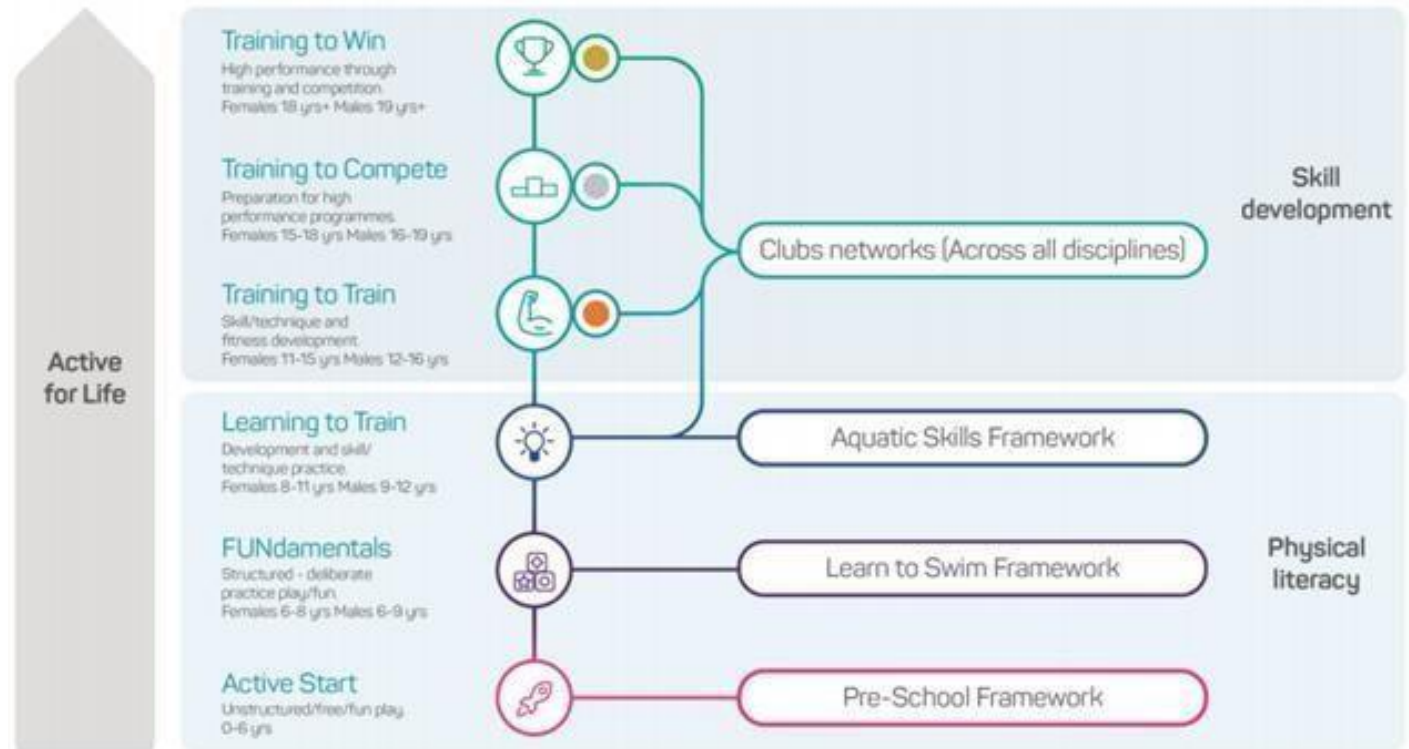 Active
for Life
Training to Win
High performance through
training and competition.
Females 18 yrs+ Males 19 yrs+
Training to Compete
Preparation for high
performance programmes.
Females 15-18 yrs Males 16-19 yrs
Training to Train
Skill/technique and
fitness development
Females 11-15 yrs Males 12-16 yrs
Clubs networks (Across all disciplines)
Skill
development
Learning to Train
Development and skill/
technique practice.
Females 8-11 yrs Males 9-12 yrs
Aquatic Skills Framework
FUNdamentals
Structured - deliberate
practice play/fun.
Females 6-8 yrs Males 6-9 yrs
Learn to Swim Framework
Physical
literacy
Active Start
Unstructured/free/fun play.
0-6 yrs
Pre-School Framework